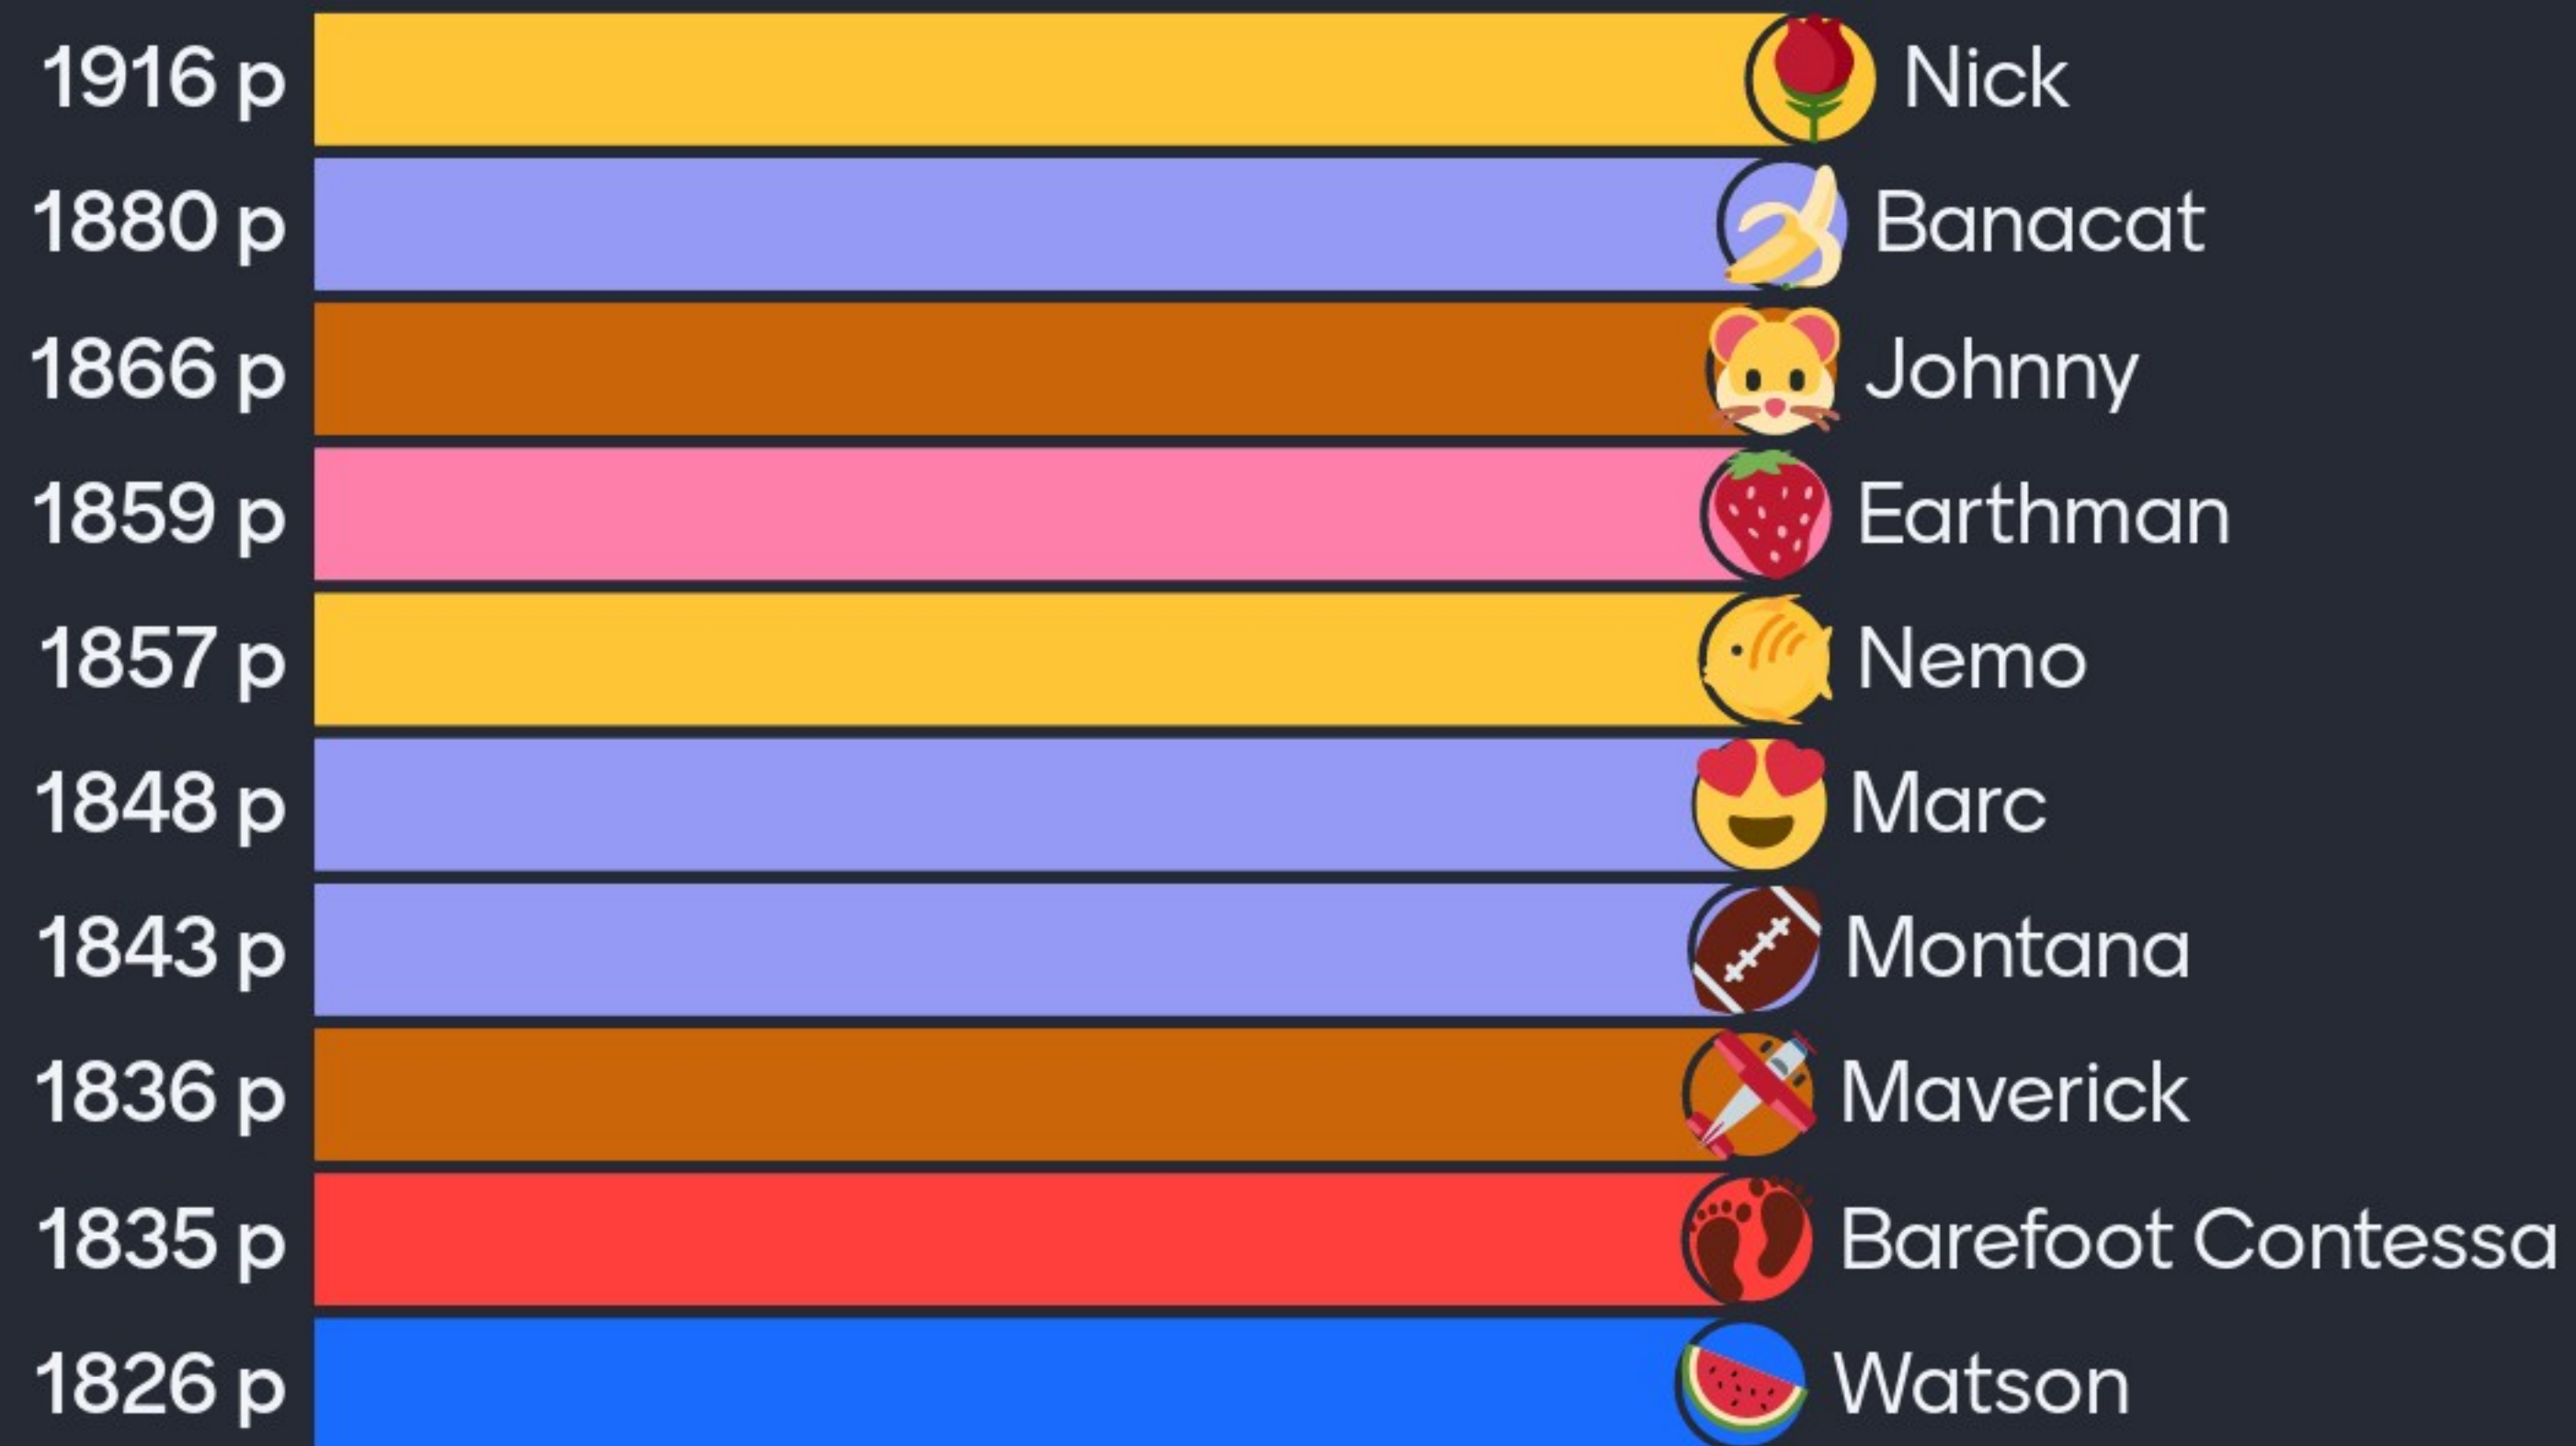 1916 p Nick
1880 p Banacat
1866 p Johnny
1859 p Earthman
1857 p Nemo
1848 p Marc
1843 p Montana
1836 p Maverick
1835 p Barefoot Contessa
1826 p Watson